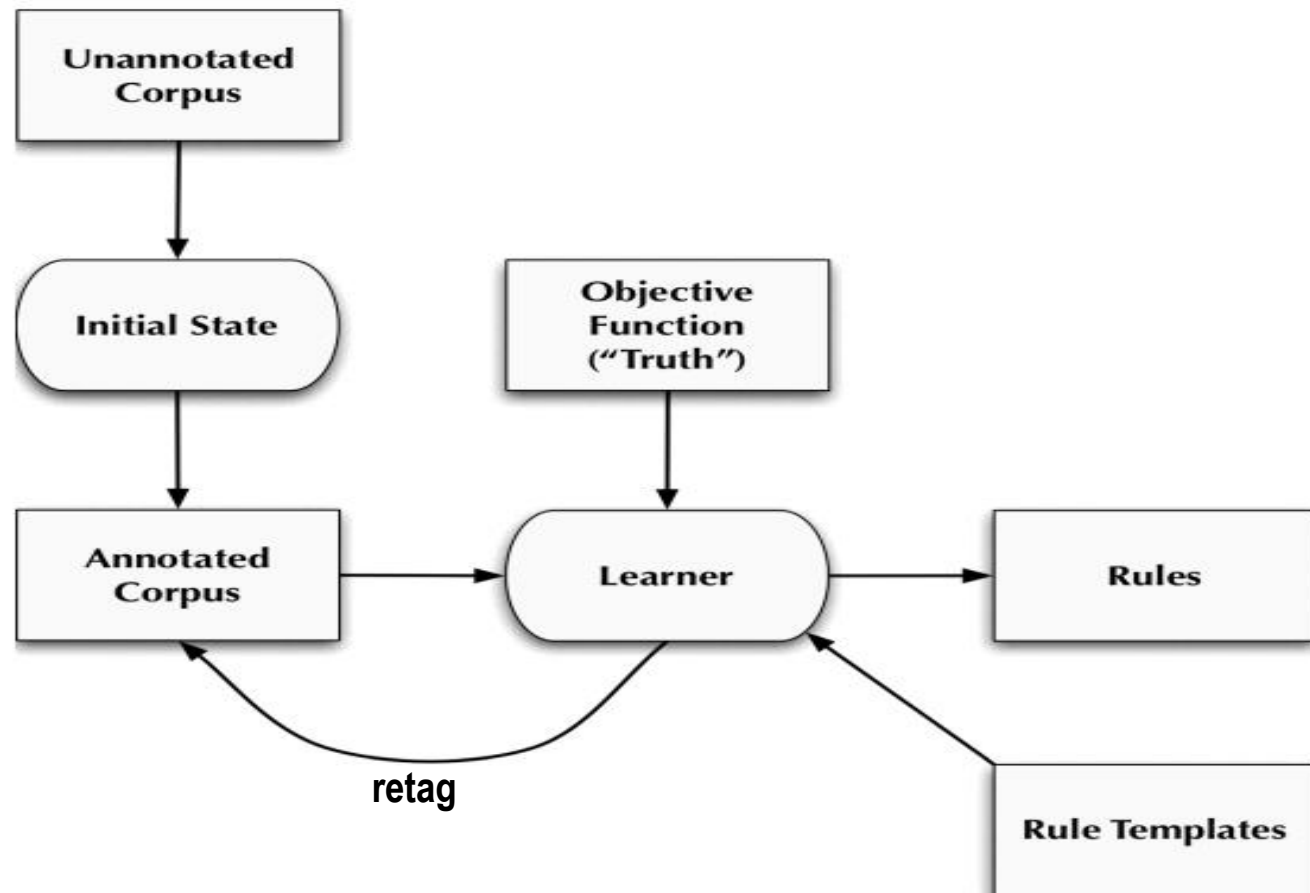 Unannotated
Corpus
Initial State
Objective
Function
(“Truth”)
Annotated
Corpus
Learner
Rules
retag
Rule Templates